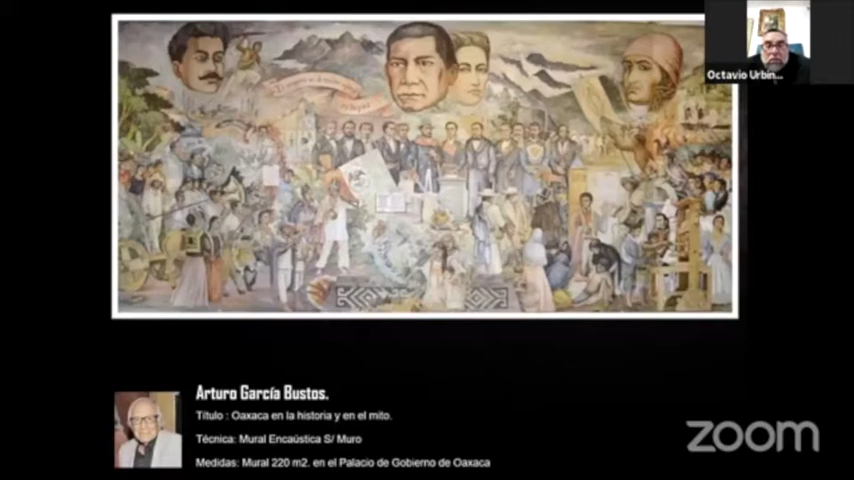 Octavio Urbin...
Arturo García Bustos.
Título : Oaxaca en la historia y en el mito.
Técnica: Mural Encaústica S/ Muro
Medidas: Mural 220 m2. en el Palacio de Gobierno de Oaxaca
zoom